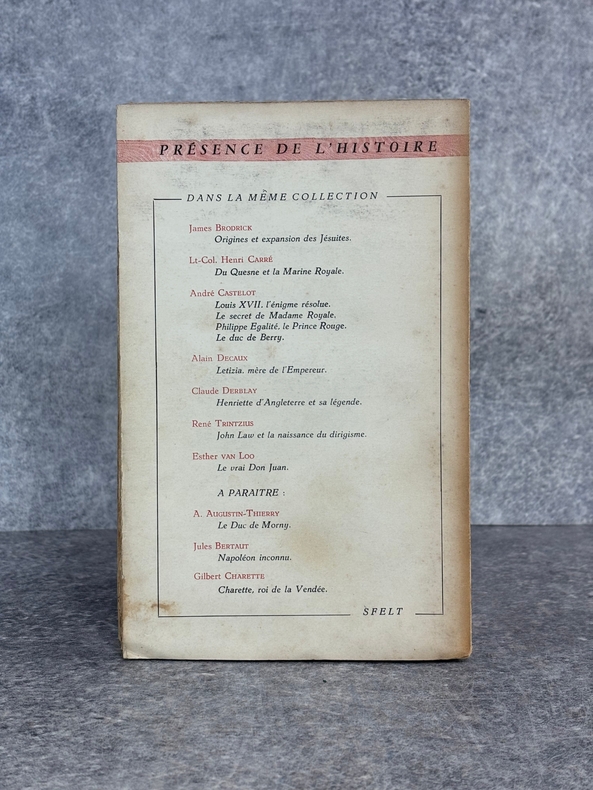 PRÉSENCE DE L'HISTOIRE
DANS LA MÊME COLLECTION
James BRODRICK
Origines et expansion des Jésuites.
Lt-Col. Henri CARRÉ
Du Quesne et la Marine Royale.
André CASTELOT
Louis XVII, l'énigme résolue.
Le secret de Madame Royale.
Philippe Egalité, le Prince Rouge.
Le duc de Berry.
Alain DECAUX
Letizia, mère de l'Empereur.
Claude DERBLAY
Henriette d'Angleterre et sa légende.
René TRINTZIUS
John Law et la naissance du dirigisme.
Esther VAN LOO
Le vrai Don Juan.
A PARAITRE :
A. AUGUSTIN-THIERRY
Le Duc de Morny.
Jules BERTAUT
Napoléon inconnu.
Gilbert CHARETTE
Charette, roi de la Vendée.
SFELT